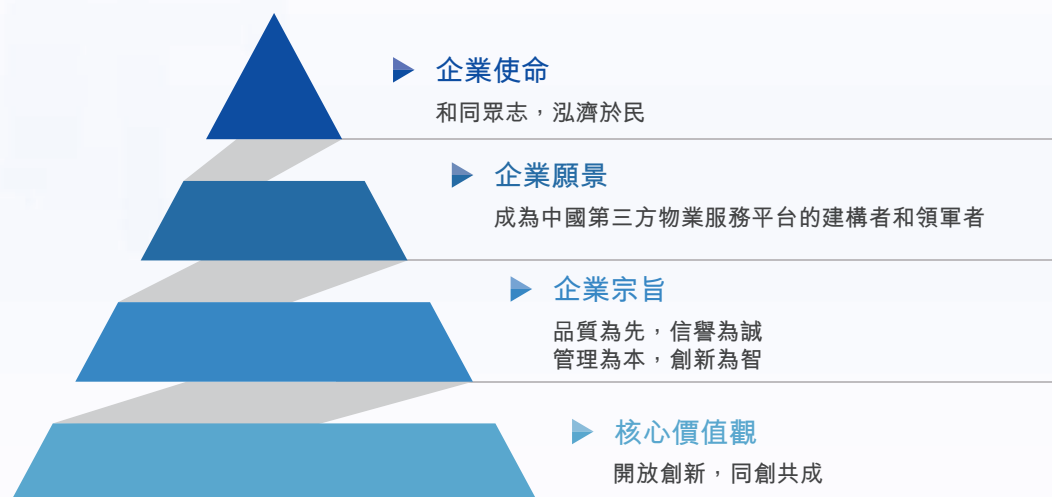 企業使命
和同眾志，泓濟於民
企業願景
成為中國第三方物業服務平台的建構者和領軍者
企業宗旨
品質為先，信譽為誠
管理為本，創新為智
核心價值觀
開放創新，同創共成